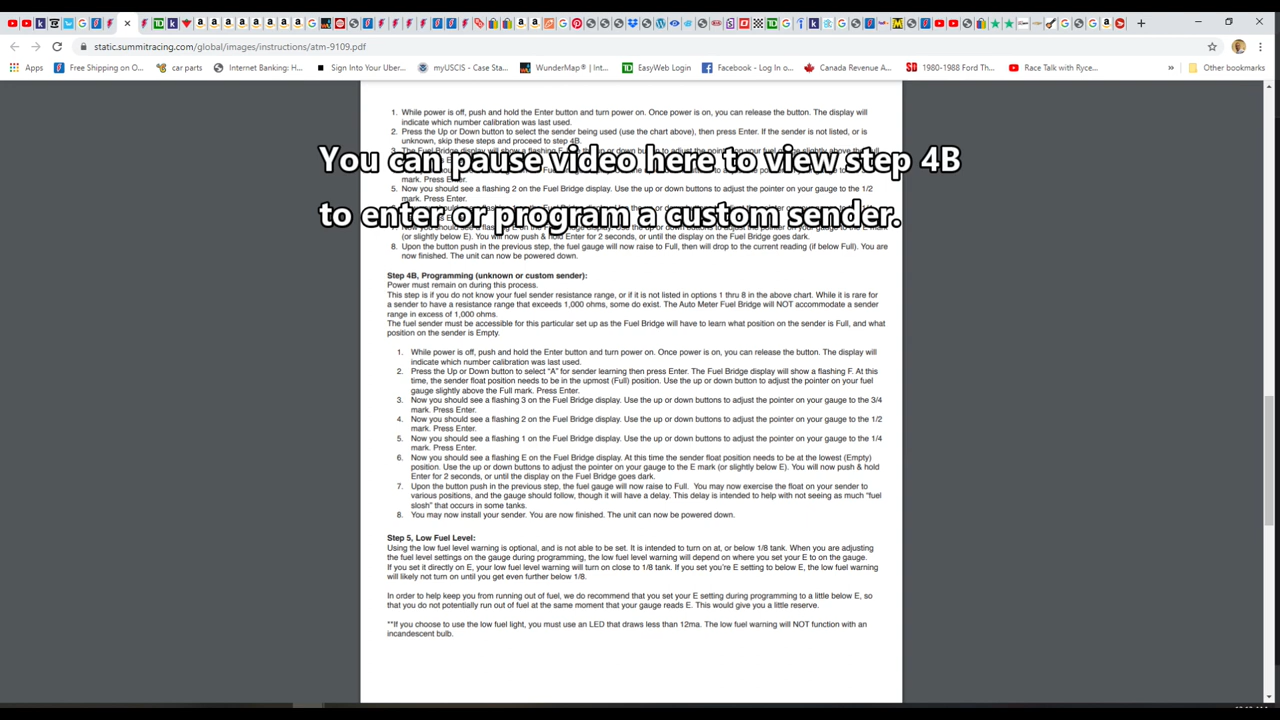 static.summitracing.com/global/images/instructions/atm-9109.pdf
Apps Free Shipping on O... car parts Internet Banking: H... Sign Into Your Uber... myUSCIS - Case Sta... WunderMap® | Int... EasyWeb Login Facebook - Log In o... Canada Revenue A... 1980-1988 Ford Th... Race Talk with Ryce... » Other bookmarks
1. While power is off, push and hold the Enter button and turn power on. Once power is on, you can release the button. The display will
indicate which number calibration was last used.
2. Press the Up or Down button to select the sender being used (use the chart above), then press Enter. If the sender is not listed, or is
unknown, skip these steps and proceed to step 4B.
You can pause video here to view step 4B
mark. Press Enter.
5. Now you should see a flashing 2 on the Fuel Bridge display. Use the up or down buttons to adjust the pointer on your gauge to the 1/2
mark. Press Enter.
to enter or program a custom sender.
(or slightly below E). You will now push & hold Enter for 2 seconds, or until the display on the Fuel Bridge goes dark.
8. Upon the button push in the previous step, the fuel gauge will now raise to Full, then will drop to the current reading (if below Full). You are
now finished. The unit can now be powered down.
Step 4B, Programming (unknown or custom sender):
Power must remain on during this process.
This step is if you do not know your fuel sender resistance range, or if it is not listed in options 1 thru 8 in the above chart. While it is rare for
a sender to have a resistance range that exceeds 1,000 ohms, some do exist. The Auto Meter Fuel Bridge will NOT accommodate a sender
range in excess of 1,000 ohms.
The fuel sender must be accessible for this particular set up as the Fuel Bridge will have to learn what position on the sender is Full, and what
position on the sender is Empty.
1. While power is off, push and hold the Enter button and turn power on. Once power is on, you can release the button. The display will
indicate which number calibration was last used.
2. Press the Up or Down button to select "A" for sender learning then press Enter. The Fuel Bridge display will show a flashing F. At this
time, the sender float position needs to be in the upmost (Full) position. Use the up or down button to adjust the pointer on your fuel
gauge slightly above the Full mark. Press Enter.
3. Now you should see a flashing 3 on the Fuel Bridge display. Use the up or down buttons to adjust the pointer on your gauge to the 3/4
mark. Press Enter.
4. Now you should see a flashing 2 on the Fuel Bridge display. Use the up or down buttons to adjust the pointer on your gauge to the 1/2
mark. Press Enter.
5. Now you should see a flashing 1 on the Fuel Bridge display. Use the up or down buttons to adjust the pointer on your gauge to the 1/4
mark. Press Enter.
6. Now you should see a flashing E on the Fuel Bridge display. At this time the sender float position needs to be at the lowest (Empty)
position. Use the up or down buttons to adjust the pointer on your gauge to the E mark (or slightly below E). You will now push & hold
Enter for 2 seconds, or until the display on the Fuel Bridge goes dark.
7. Upon the button push in the previous step, the fuel gauge will now raise to Full. You may now exercise the float on your sender to
various positions, and the gauge should follow, though it will have a delay. This delay is intended to help with not seeing as much "fuel
slosh" that occurs in some tanks.
8. You may now install your sender. You are now finished. The unit can now be powered down.
Step 5, Low Fuel Level:
Using the low fuel level warning is optional, and is not able to be set. It is intended to turn on at, or below 1/8 tank. When you are adjusting
the fuel level settings on the gauge during programming, the low fuel level warning will depend on where you set your E to on the gauge.
If you set it directly on E, your low fuel level warning will turn on close to 1/8 tank. If you set you're E setting to below E, the low fuel warning
will likely not turn on until you get even further below 1/8.
In order to help keep you from running out of fuel, we do recommend that you set your E setting during programming to a little below E, so
that you do not potentially run out of fuel at the same moment that your gauge reads E. This would give you a little reserve.
**If you choose to use the low fuel light, you must use an LED that draws less than 12ma. The low fuel warning will NOT function with an
incandescent bulb.